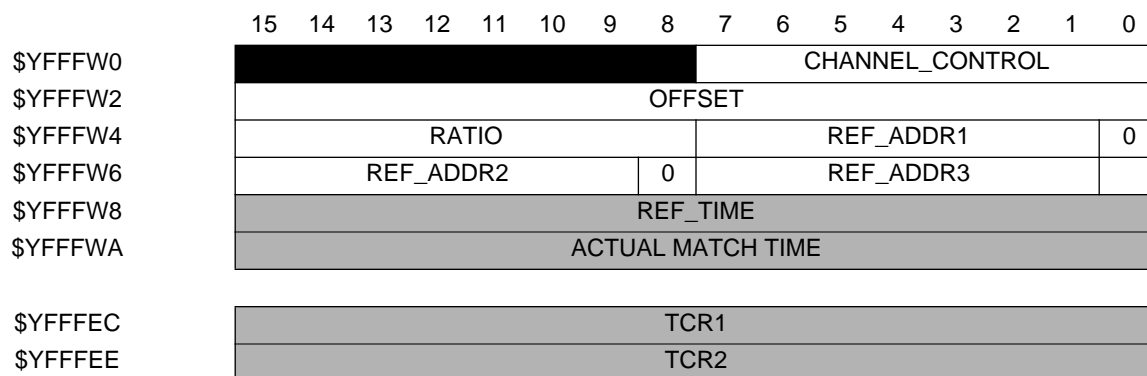 15 14 13 12 11 10 9 8 7 6 5 4 3 2 1 0
$YFFFW0 CHANNEL_CONTROL
$YFFFW2 OFFSET
$YFFFW4 RATIO REF_ADDR1 0
$YFFFW6 REF_ADDR2 0 REF_ADDR3
$YFFFW8 REF_TIME
$YFFFWA ACTUAL MATCH TIME
$YFFFEC TCR1
$YFFFEE TCR2